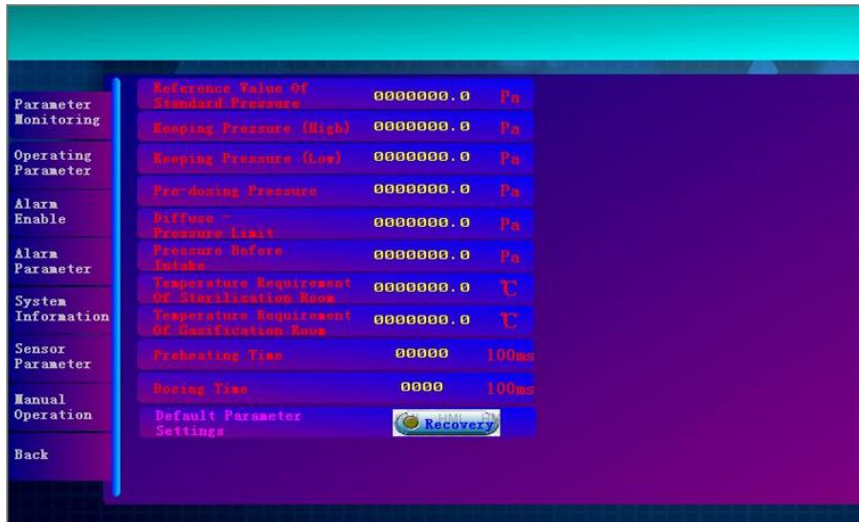 Parameter
Monitoring
Operating
Parameter
Alarm
Enable
Alarm
Parameter
System
Information
Sensor
Parameter
Manual
Operation
Back
Reference Value Of
Standard Pressure
0000000.0 Pa
Keeping Pressure (High) 0000000.0 Pa
Keeping Pressure (Low) 0000000.0 Pa
Pre-dosing Pressure 0000000.0 Pa
Diffuse -
Pressure Limit
0000000.0 Pa
Pressure Before
Intake
0000000.0 Pa
Temperature Requirement
Of Sterilization Room
0000000.0 ℃
Temperature Requirement
Of Gasification Room
0000000.0 ℃
Preheating Time 00000 100ms
Dosing Time 0000 100ms
Default Parameter
Settings
Recovery